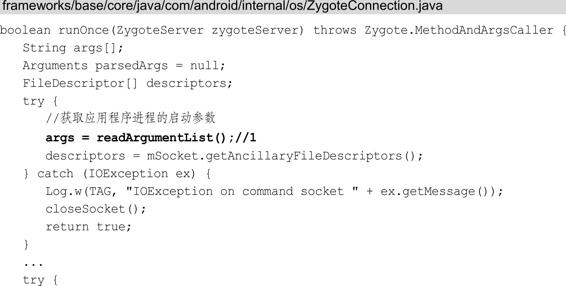 frameworks/base/core/java/com/android/internal/os/ZygoteConnection.java
boolean runOnce(ZygoteServer zygoteServer) throws Zygote.MethodAndArgsCaller {
String args[];
Arguments parsedArgs = null;
FileDescriptor[] descriptors;
try {
//获取应用程序进程的启动参数
args = readArgumentList();//1
descriptors = mSocket.getAncillaryFileDescriptors();
} catch (IOException ex) {
Log.w(TAG, "IOException on command socket " + ex.getMessage());
closeSocket();
return true;
}
...
try {